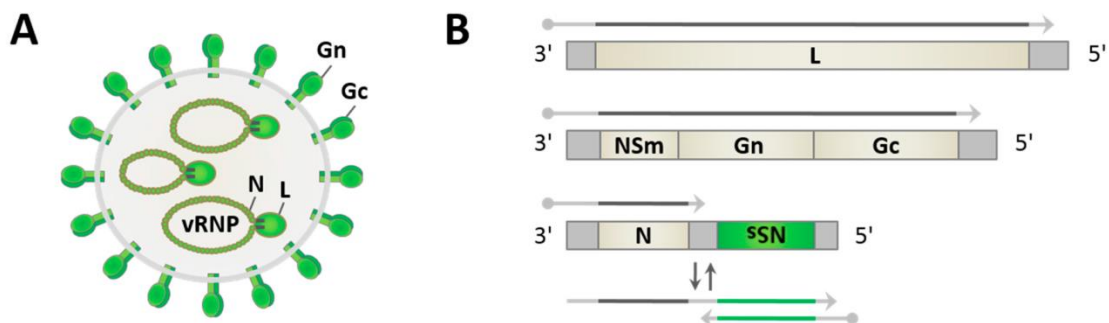 A
Gn
Gc
N
L
vRNP
B
3' L 5'
3' NSm Gn Gc 5'
3' N sSN 5'